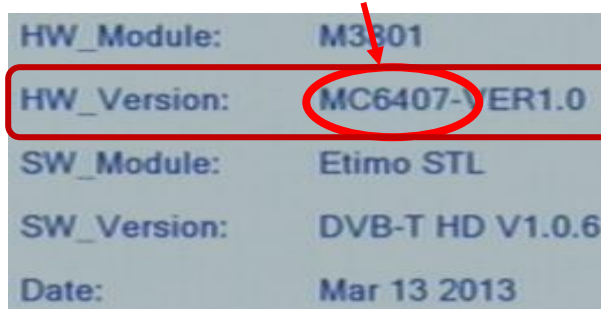 HW_Module: M3801
HW_Version: MC6407-VER1.0
SW_Module: Etimo STL
SW_Version: DVB-T HD V1.0.6
Date: Mar 13 2013